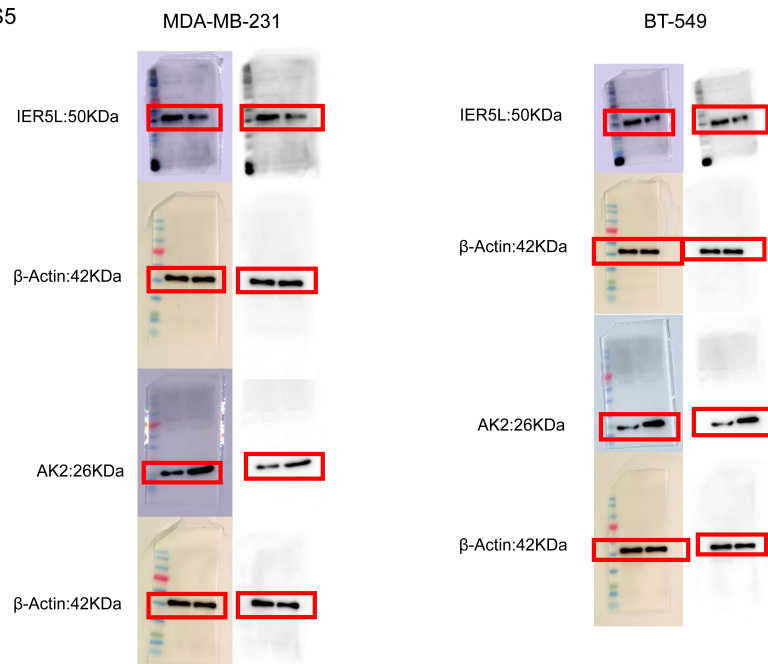 S5
MDA-MB-231
BT-549
IER5L:50KDa
β-Actin:42KDa
AK2:26KDa
β-Actin:42KDa
IER5L:50KDa
β-Actin:42KDa
AK2:26KDa
β-Actin:42KDa